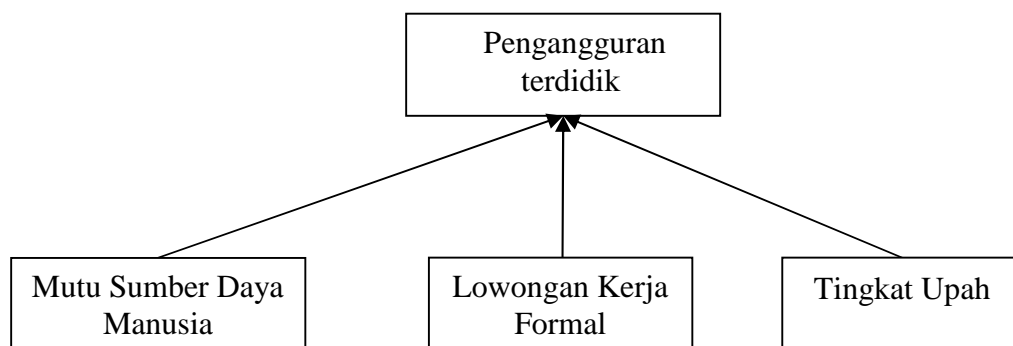 Pengangguran
terdidik
Mutu Sumber Daya
Manusia
Lowongan Kerja
Formal
Tingkat Upah